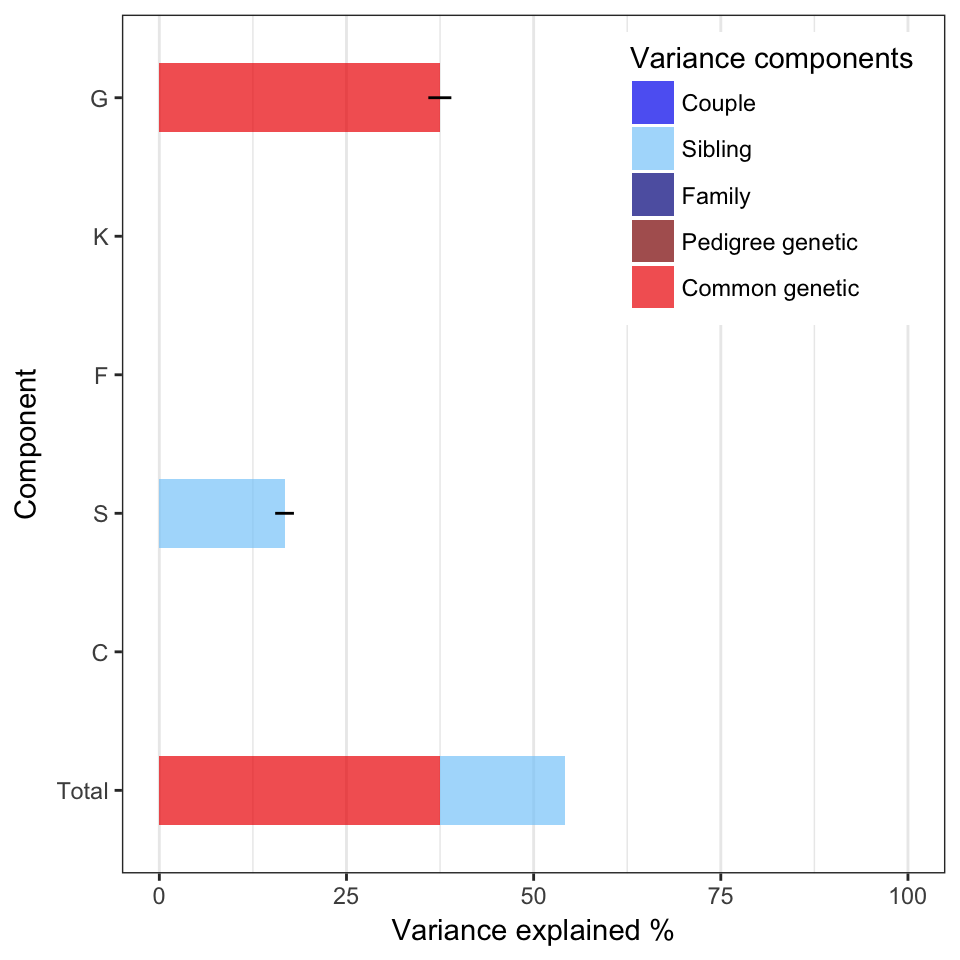 Variance components
Couple
Sibling
Family
Pedigree genetic
Common genetic
G
K
F
S
C
Total
Component
0 25 50 75 100
Variance explained %